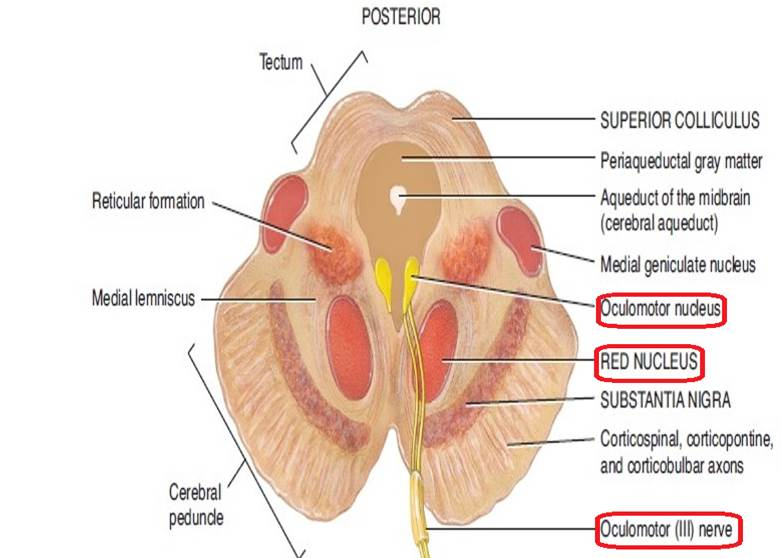 POSTERIOR
Tectum
SUPERIOR COLLICULUS
Periaqueductal gray matter
Reticular formation
Aqueduct of the midbrain
(cerebral aqueduct)
Medial geniculate nucleus
Medial lemniscus
Oculomotor nucleus
RED NUCLEUS
SUBSTANTIA NIGRA
Corticospinal, corticopontine,
and corticobulbar axons
Cerebral
peduncle
Oculomotor (III) nerve